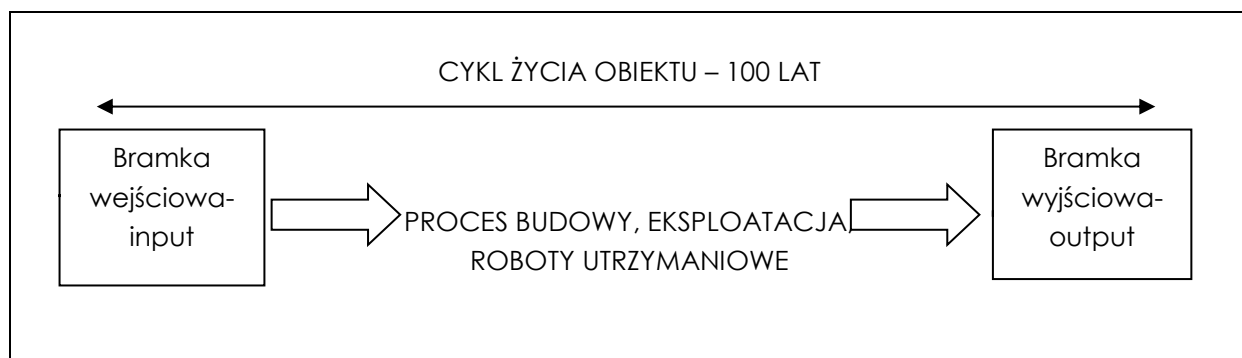 CYKL ŻYCIA OBIEKTU – 100 LAT
Bramka
wejściowa-
input
PROCES BUDOWY, EKSPLOATACJA,
ROBOTY UTRZYMANIOWE
Bramka
wyjściowa-
output